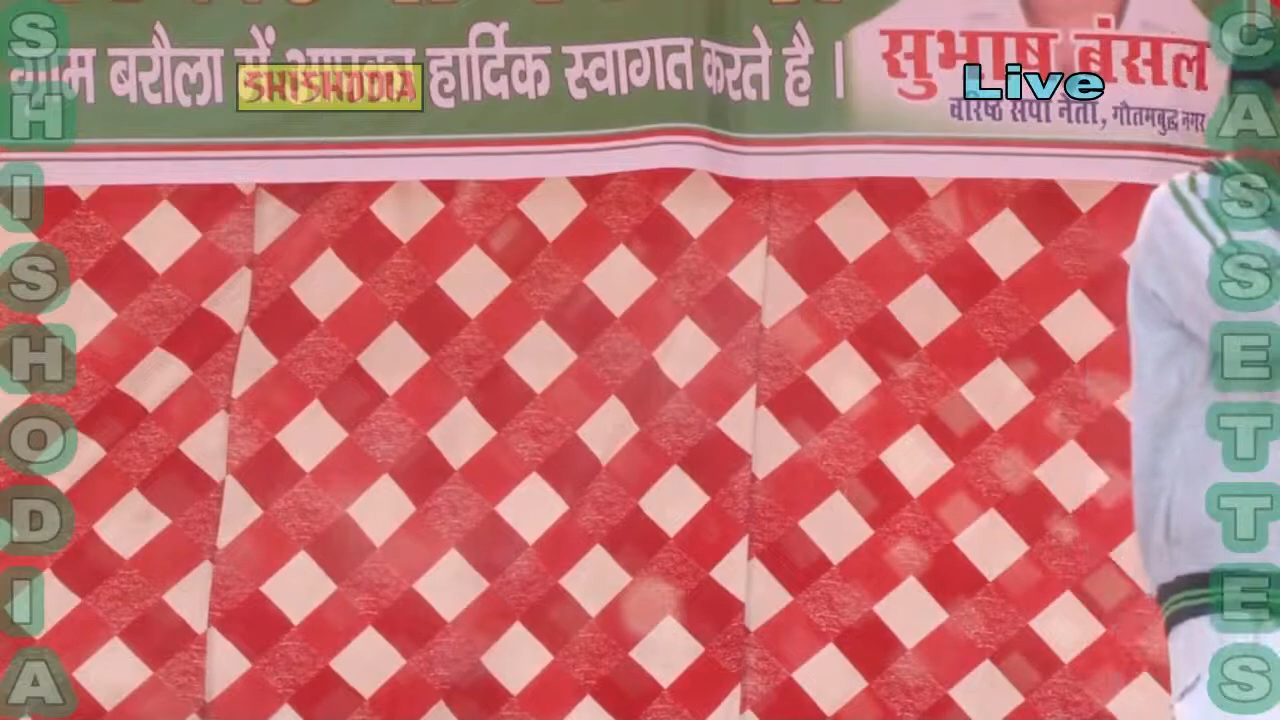 ग्राम बरौला में आपका हार्दिक स्वागत करते है ।
SHISHODIA
सुभाष बंसल
Live
वरिष्ठ सपा नेता, गौतमबुद्ध नगर
SHISHODIA
CASSETTES